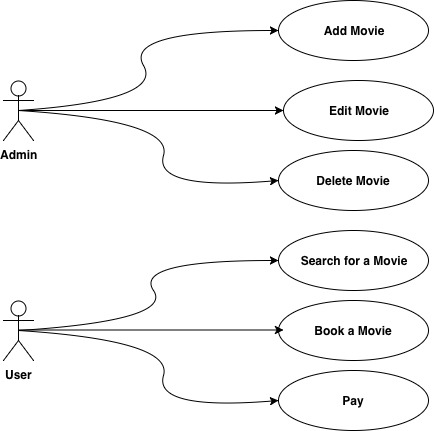 Add Movie
Edit Movie
Admin
Delete Movie
Search for a Movie
Book a Movie
User
Pay